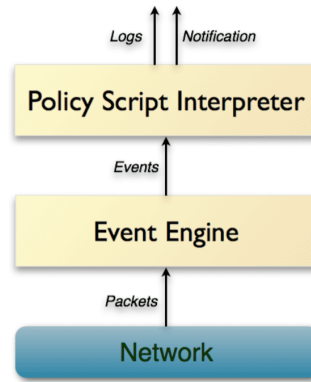 Logs
Notification
Policy Script Interpreter
Events
Event Engine
Packets
Network